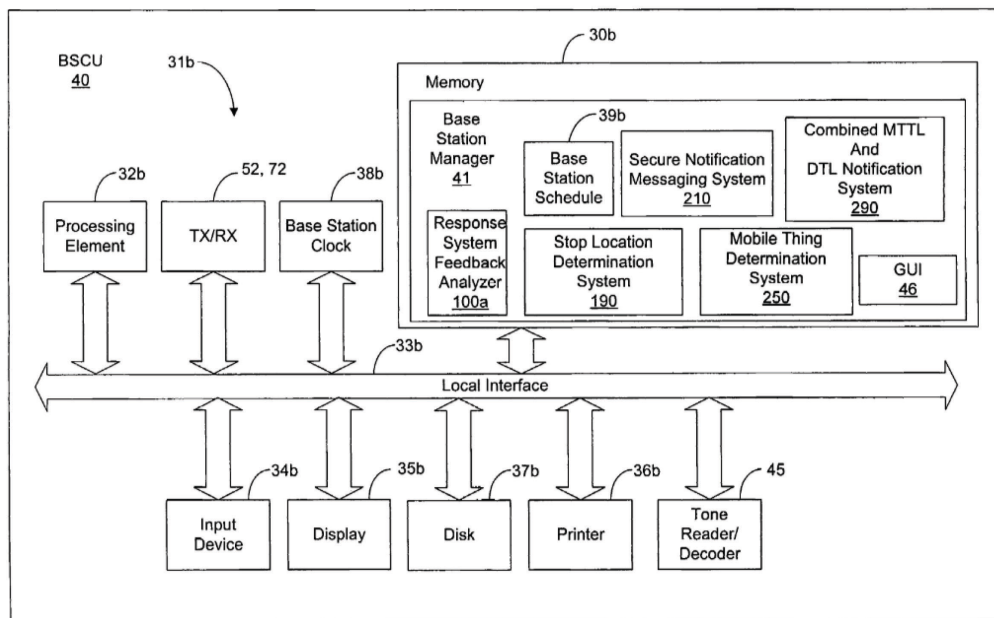 BSCU
40
31b
30b
Memory
Base
Station
Manager
41
39b
Base
Station
Schedule
Secure Notification
Messaging System
210
Combined MTTL
And
DTL Notification
System
290
Response
System
Feedback
Analyzer
100a
Stop Location
Determination
System
190
Mobile Thing
Determination
System
250
GUI
46
32b
Processing
Element
52, 72
TX/RX
38b
Base Station
Clock
33b
Local Interface
34b
Input
Device
35b
Display
37b
Disk
36b
Printer
45
Tone
Reader/
Decoder